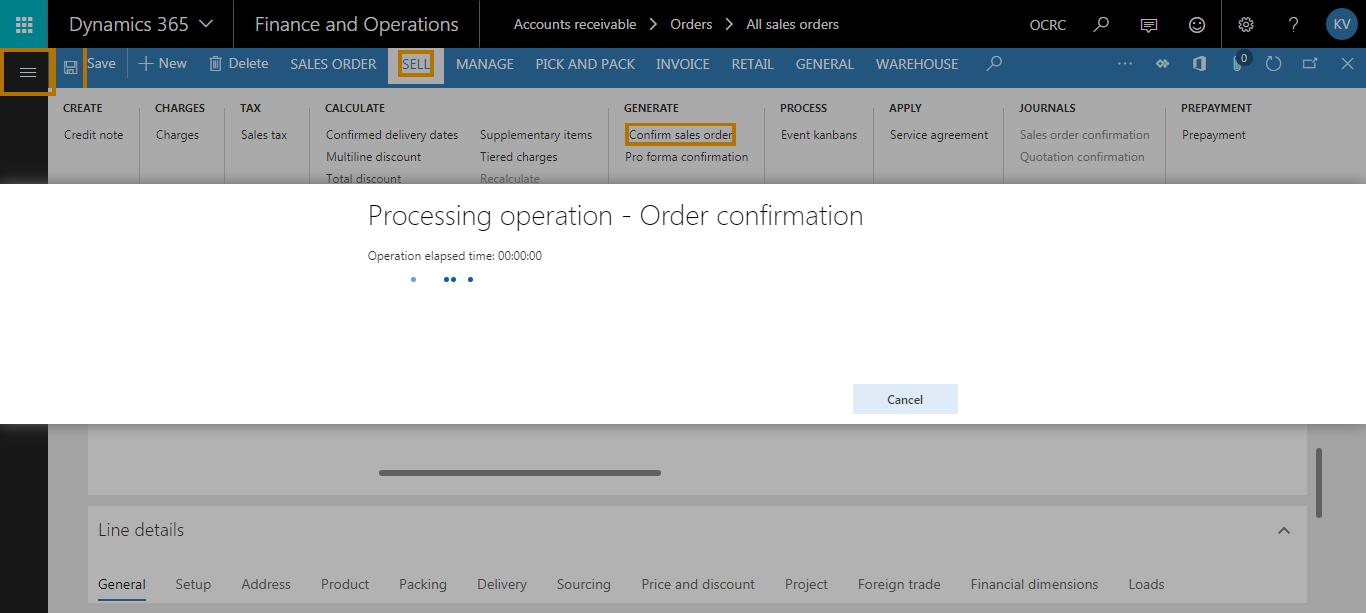 Dynamics 365 Finance and Operations Accounts receivable Orders All sales orders OCRC ? KV
Save New Delete SALES ORDER SELL MANAGE PICK AND PACK INVOICE RETAIL GENERAL WAREHOUSE ... 0
CREATE CHARGES TAX CALCULATE GENERATE PROCESS APPLY JOURNALS PREPAYMENT
Credit note Charges Sales tax Confirmed delivery dates Supplementary items Confirm sales order Event kanbans Service agreement Sales order confirmation Prepayment
Multiline discount Tiered charges Pro forma confirmation Quotation confirmation
Total discount Recalculate
Processing operation - Order confirmation
Operation elapsed time: 00:00:00
Cancel
Line details
General Setup Address Product Packing Delivery Sourcing Price and discount Project Foreign trade Financial dimensions Loads